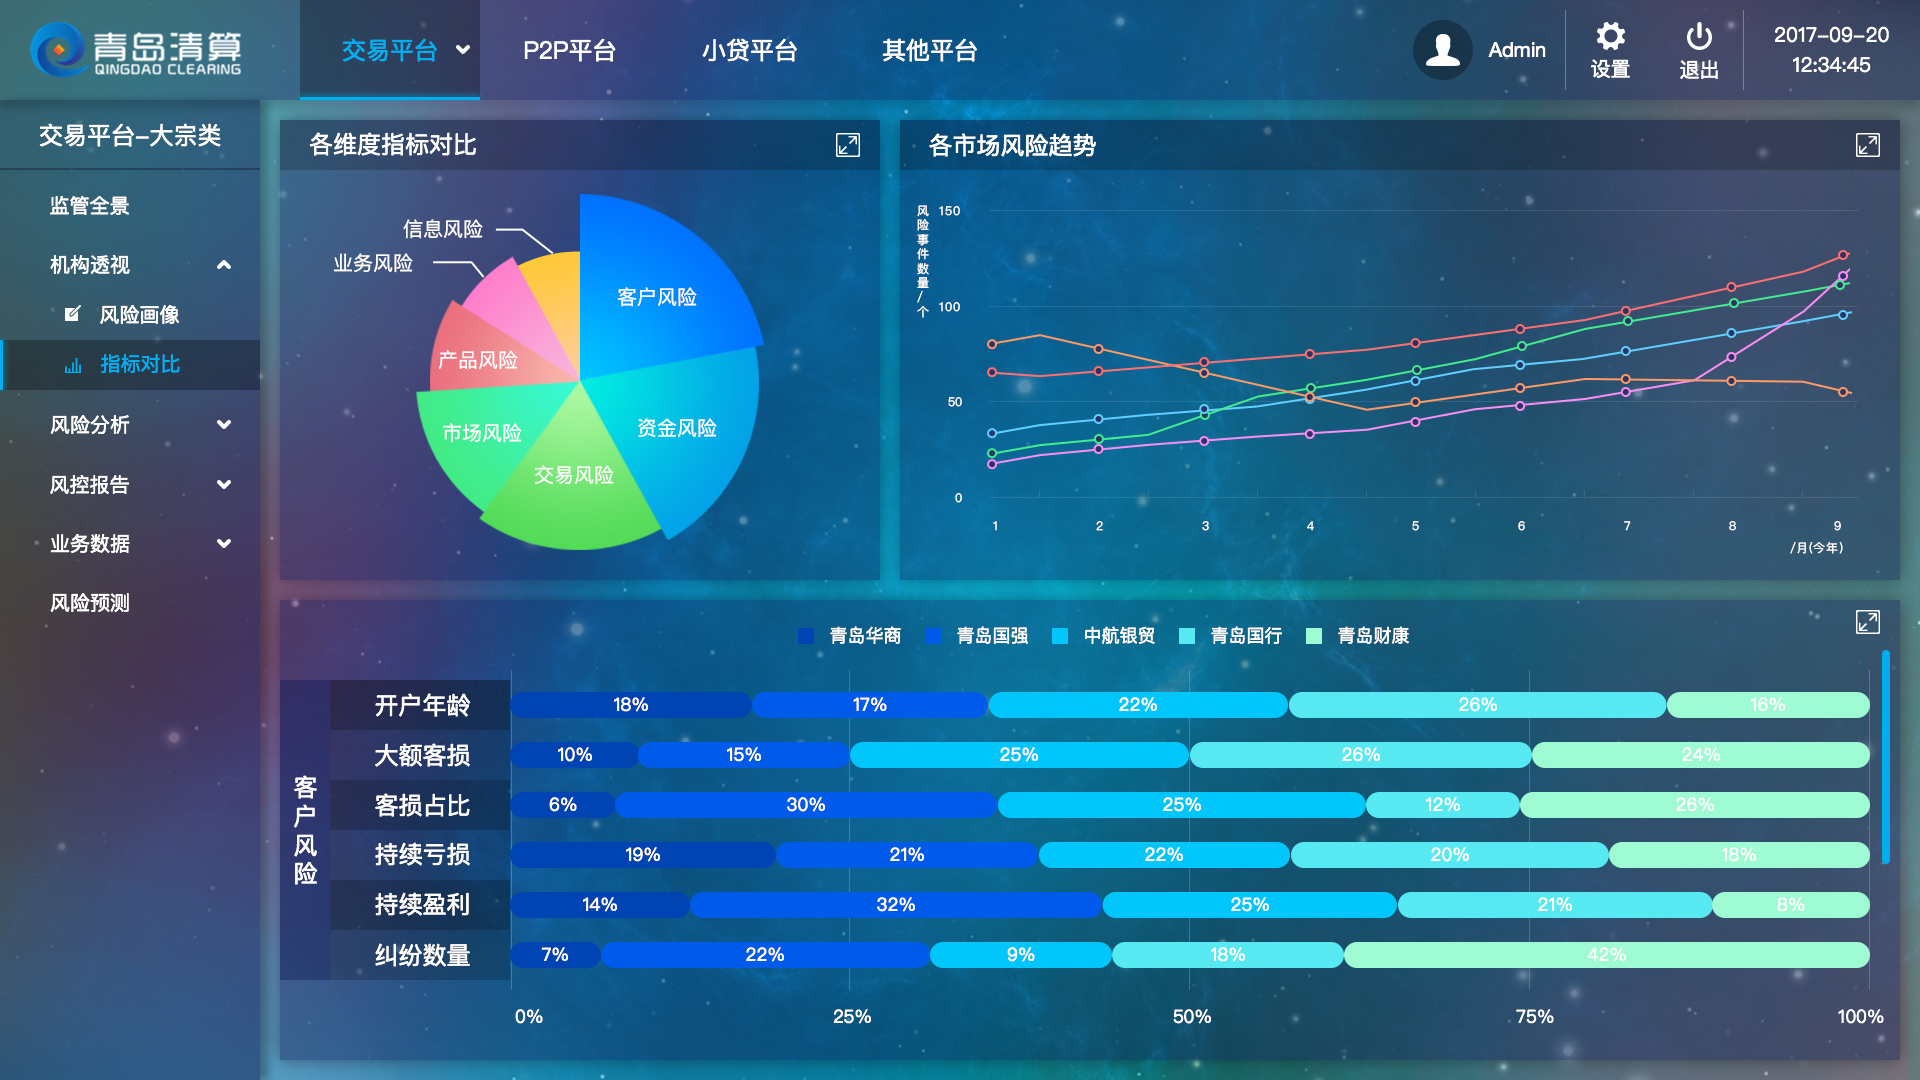 青岛清算
QINGDAO CLEARING
交易平台
P2P平台
小贷平台
其他平台
Admin
设置
退出
2017-09-20
12:34:45
交易平台-大宗类
监管全景
机构透视
风险画像
指标对比
风险分析
风控报告
业务数据
风险预测
各维度指标对比
信息风险
业务风险
客户风险
产品风险
资金风险
市场风险
交易风险
各市场风险趋势
风险事件数量/个
150
100
50
0
1 2 3 4 5 6 7 8 9
/月(今年)
青岛华商 青岛国强 中航银贸 青岛国行 青岛财康
客户风险
开户年龄 18% 17% 22% 26% 16%
大额客损 10% 15% 25% 26% 24%
客损占比 6% 30% 25% 12% 26%
持续亏损 19% 21% 22% 20% 18%
持续盈利 14% 32% 25% 21% 8%
纠纷数量 7% 22% 9% 18% 42%
0% 25% 50% 75% 100%